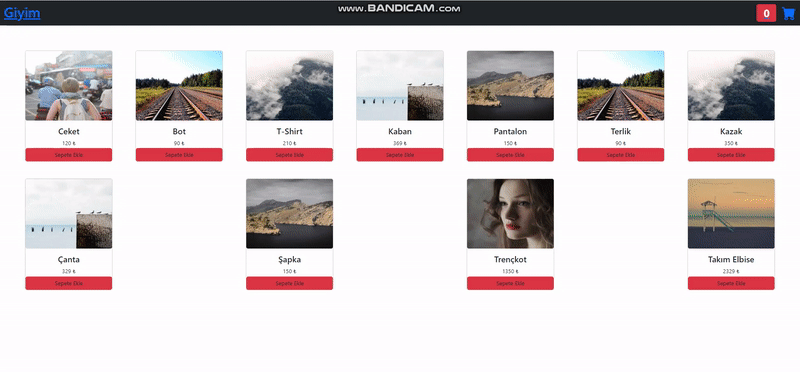 Giyim
www.BANDICAM.com
0
Ceket
120 ₺
Sepete Ekle
Bot
90 ₺
Sepete Ekle
T-Shirt
210 ₺
Sepete Ekle
Kaban
369 ₺
Sepete Ekle
Pantalon
150 ₺
Sepete Ekle
Terlik
90 ₺
Sepete Ekle
Kazak
350 ₺
Sepete Ekle
Çanta
329 ₺
Sepete Ekle
Şapka
150 ₺
Sepete Ekle
Trençkot
1350 ₺
Sepete Ekle
Takım Elbise
2329 ₺
Sepete Ekle